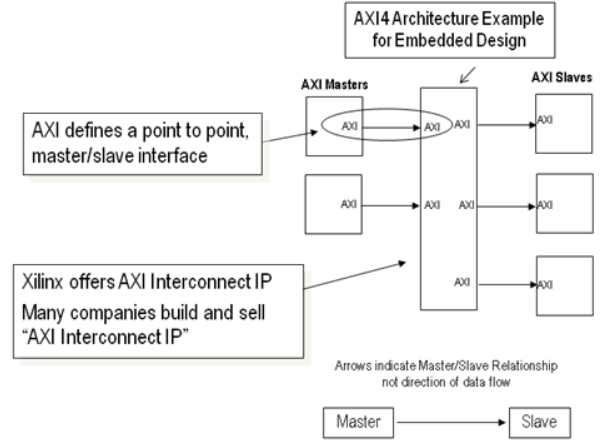 AXI4 Architecture Example
for Embedded Design
AXI Masters
AXI Slaves
AXI defines a point to point,
master/slave interface
AXI
AXI
AXI
AXI
AXI
AXI
AXI
AXI
Xilinx offers AXI Interconnect IP
Many companies build and sell
“AXI Interconnect IP”
AXI
AXI
Arrows indicate Master/Slave Relationship
not direction of data flow
Master
Slave